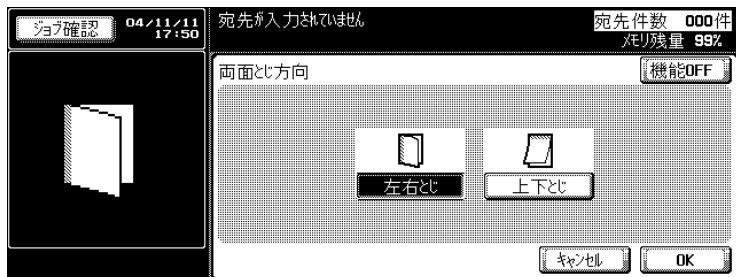 ジョブ確認
04/11/11
17:50
宛先が入力されていません
宛先件数 000件
メモリ残量 99%
両面とじ方向
機能OFF
左右とじ
上下とじ
キャンセル
OK